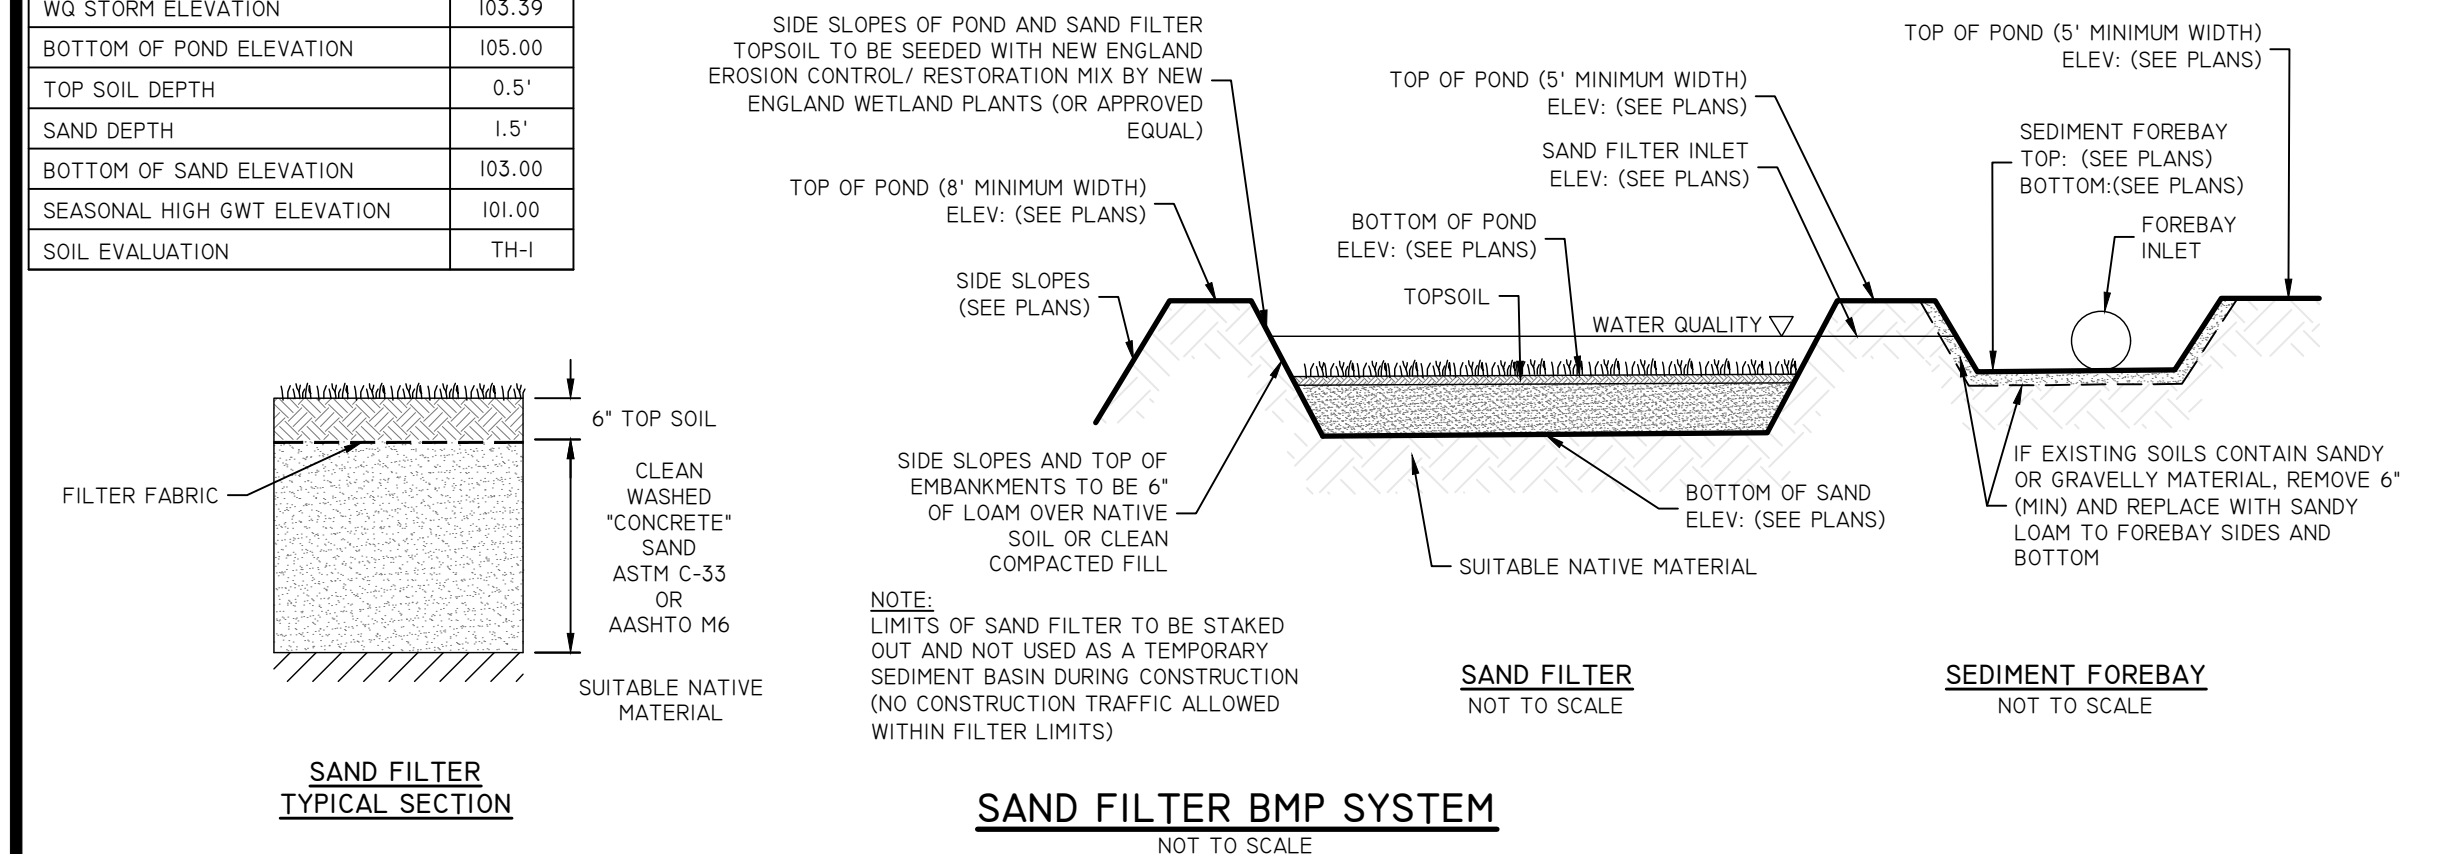 WQ STORM ELEVATION 103.39
BOTTOM OF POND ELEVATION 105.00
TOP SOIL DEPTH 0.5'
SAND DEPTH 1.5'
BOTTOM OF SAND ELEVATION 103.00
SEASONAL HIGH GWT ELEVATION 101.00
SOIL EVALUATION TH-1
6" TOP SOIL
FILTER FABRIC
CLEAN
WASHED
"CONCRETE"
SAND
ASTM C-33
OR
AASHTO M6
SUITABLE NATIVE
MATERIAL
SAND FILTER
TYPICAL SECTION
SIDE SLOPES OF POND AND SAND FILTER
TOPSOIL TO BE SEEDED WITH NEW ENGLAND
EROSION CONTROL/ RESTORATION MIX BY NEW
ENGLAND WETLAND PLANTS (OR APPROVED
EQUAL)
TOP OF POND (8' MINIMUM WIDTH)
ELEV: (SEE PLANS)
SIDE SLOPES
(SEE PLANS)
TOP OF POND (5' MINIMUM WIDTH)
ELEV: (SEE PLANS)
SAND FILTER INLET
ELEV: (SEE PLANS)
BOTTOM OF POND
ELEV: (SEE PLANS)
TOPSOIL
WATER QUALITY
TOP OF POND (5' MINIMUM WIDTH)
ELEV: (SEE PLANS)
SEDIMENT FOREBAY
TOP: (SEE PLANS)
BOTTOM:(SEE PLANS)
FOREBAY
INLET
SIDE SLOPES AND TOP OF
EMBANKMENTS TO BE 6"
OF LOAM OVER NATIVE
SOIL OR CLEAN
COMPACTED FILL
BOTTOM OF SAND
ELEV: (SEE PLANS)
SUITABLE NATIVE MATERIAL
IF EXISTING SOILS CONTAIN SANDY
OR GRAVELLY MATERIAL, REMOVE 6"
(MIN) AND REPLACE WITH SANDY
LOAM TO FOREBAY SIDES AND
BOTTOM
NOTE:
LIMITS OF SAND FILTER TO BE STAKED
OUT AND NOT USED AS A TEMPORARY
SEDIMENT BASIN DURING CONSTRUCTION
(NO CONSTRUCTION TRAFFIC ALLOWED
WITHIN FILTER LIMITS)
SAND FILTER
NOT TO SCALE
SEDIMENT FOREBAY
NOT TO SCALE
SAND FILTER BMP SYSTEM
NOT TO SCALE